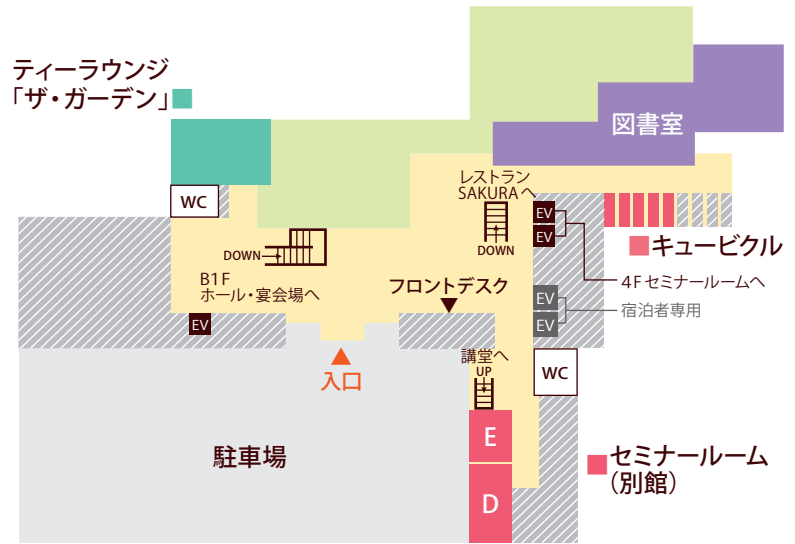 ティーラウンジ
「ザ・ガーデン」
図書室
WC
レストラン
SAKURAへ
EV
EV
DOWN
キュービクル
DOWN
B1F
ホール・宴会場へ
フロントデスク
4Fセミナールームへ
EV
EV
宿泊者専用
EV
入口
講堂へ
UP
WC
駐車場
E
D
セミナールーム
(別館)